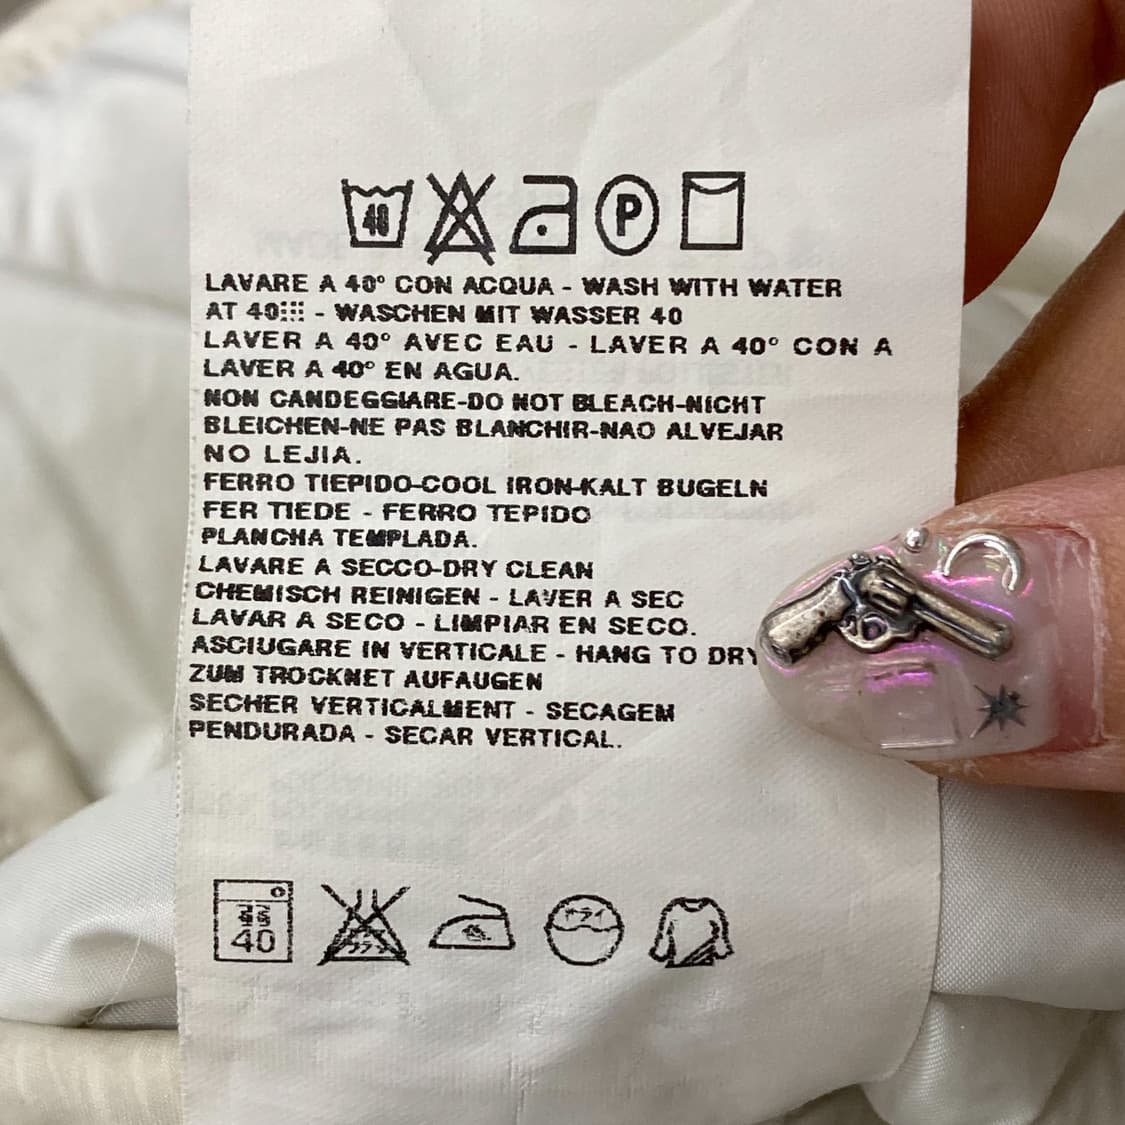 40
P
LAVARE A 40° CON ACQUA - WASH WITH WATER
AT 40 - WASCHEN MIT WASSER 40
LAVER A 40° AVEC EAU - LAVER A 40° CON A
LAVER A 40° EN AGUA.
NON CANDEGGIARE-DO NOT BLEACH-NICHT
BLEICHEN-NE PAS BLANCHIR-NAO ALVEJAR
NO LEJIA.
FERRO TIEPIDO-COOL IRON-KALT BUGELN
FER TIEDE - FERRO TEPIDO
PLANCHA TEMPLADA.
LAVARE A SECCO-DRY CLEAN
CHEMISCH REINIGEN - LAVER A SEC
LAVAR A SECO - LIMPIAR EN SECO.
ASCIUGARE IN VERTICALE - HANG TO DRY
ZUM TROCKNET AUFAUGEN
SECHER VERTICALMENT - SECAGEM
PENDURADA - SECAR VERTICAL.
40 ドライ